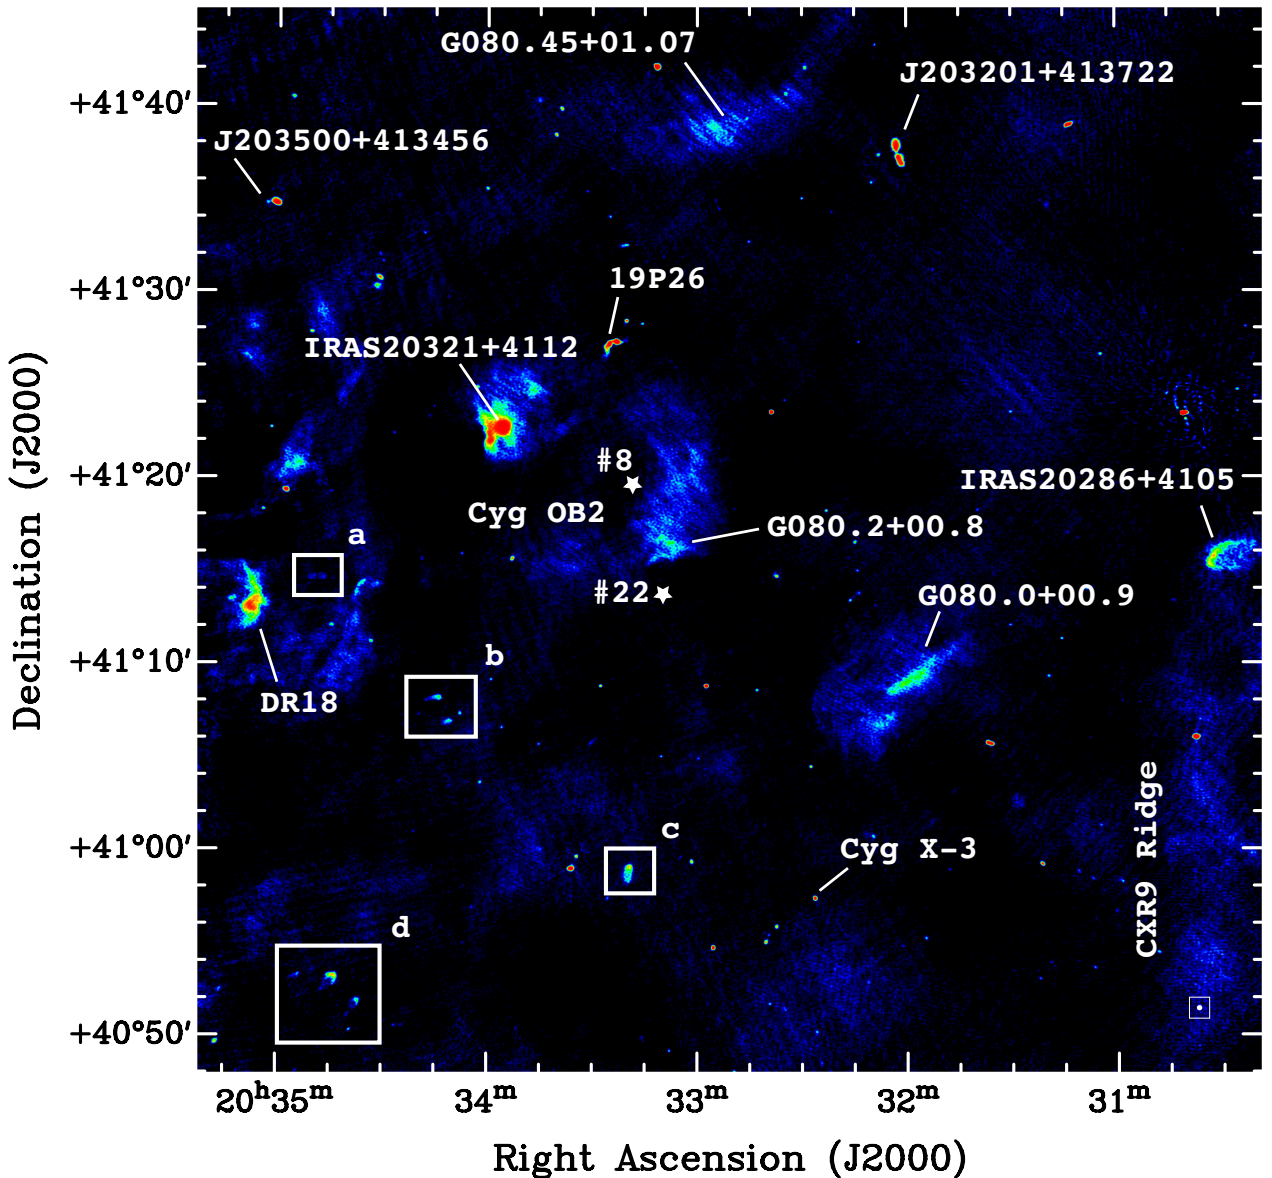 G080.45+01.07
J203201+413722
+41°40′
J203500+413456
+41°30′
19P26
IRAS20321+4112
#8
+41°20′
IRAS20286+4105
Cyg OB2
G080.2+00.8
a
#22
G080.0+00.9
+41°10′
b
DR18
c
Cyg X-3
+41°00′
CXR9 Ridge
d
+40°50′
Declination (J2000)
20ʰ35ᵐ 34ᵐ 33ᵐ 32ᵐ 31ᵐ
Right Ascension (J2000)